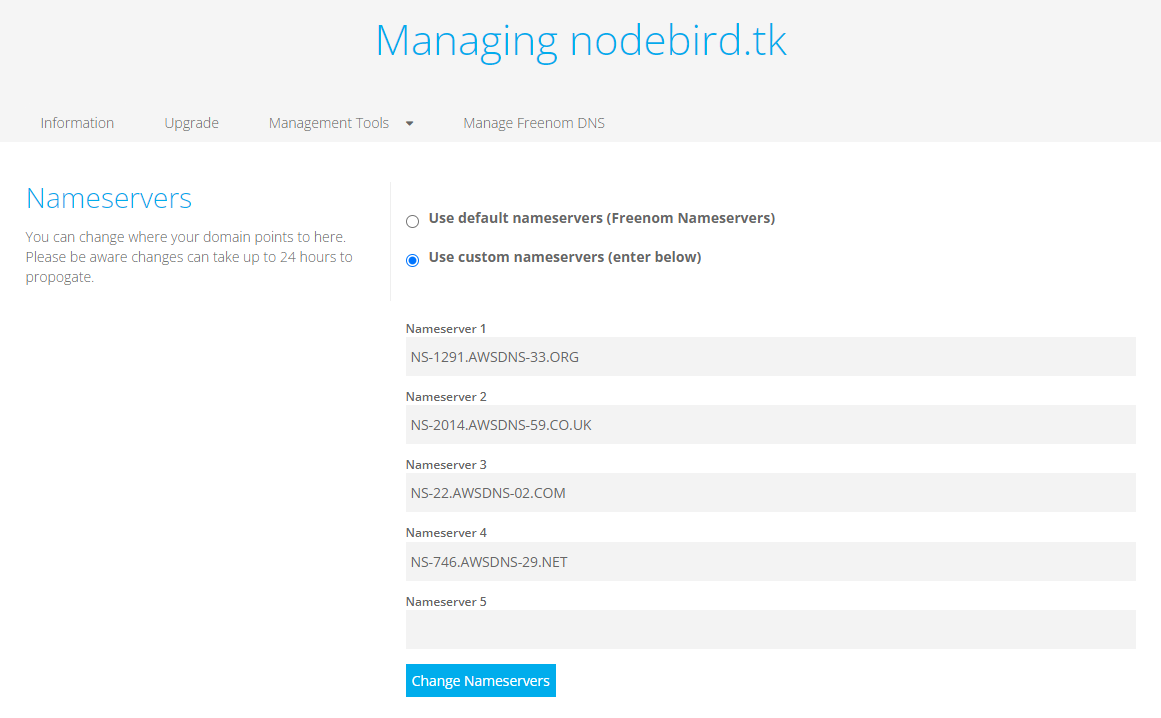 Managing nodebird.tk
Information
Upgrade
Management Tools
Manage Freenom DNS
Nameservers
You can change where your domain points to here.
Please be aware changes can take up to 24 hours to
propogate.
Use default nameservers (Freenom Nameservers)
Use custom nameservers (enter below)
Nameserver 1
NS-1291.AWSDNS-33.ORG
Nameserver 2
NS-2014.AWSDNS-59.CO.UK
Nameserver 3
NS-22.AWSDNS-02.COM
Nameserver 4
NS-746.AWSDNS-29.NET
Nameserver 5
Change Nameservers